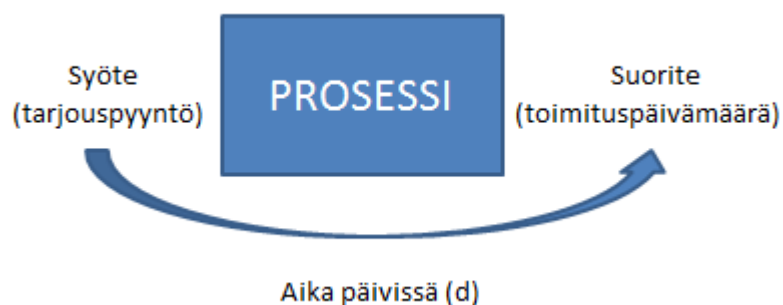 Syöte
(tarjouspyyntö)
PROSESSI
Suorite
(toimituspäivämäärä)
Aika päivissä (d)